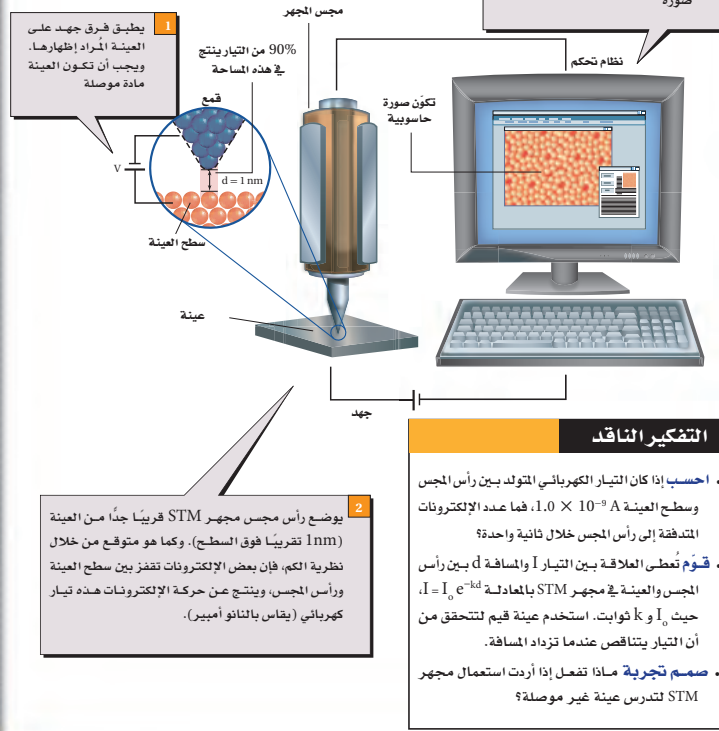 صورة
مجس المجهر
1
يطبق فرق جهد على
العينة المُراد إظهارها.
ويجب أن تكون العينة
مادة موصلة
90% من التيار ينتج
في هذه المساحة
قمع
V
d = 1 nm
سطح العينة
نظام تحكم
تكوّن صورة
حاسوبية
عينة
جهد
2
يوضع رأس مجس مجهر STM قريبًا جدًّا من العينة
(1nm تقريبًا فوق السطح). وكما هو متوقع من خلال
نظرية الكم، فإن بعض الإلكترونات تقفز بين سطح العينة
ورأس المجس، وينتج عن حركة الإلكترونات هذه تيار
كهربائي (يقاس بالنانو أمبير).
التفكير الناقد
• احسب إذا كان التيار الكهربائي المتولد بين رأس المجس
وسطح العينة 1.0 × 10⁻⁹ A، فما عدد الإلكترونات
المتدفقة إلى رأس المجس خلال ثانية واحدة؟
• قوّم تُعطى العلاقة بين التيار I والمسافة d بين رأس
المجس والعينة في مجهر STM بالمعادلة I = I₀ e⁻ᵏᵈ،
حيث I₀ و k ثوابت. استخدم عينة قيم لتتحقق من
أن التيار يتناقص عندما تزداد المسافة.
• صمم تجربة ماذا تفعل إذا أردت استعمال مجهر
STM لتدرس عينة غير موصلة؟